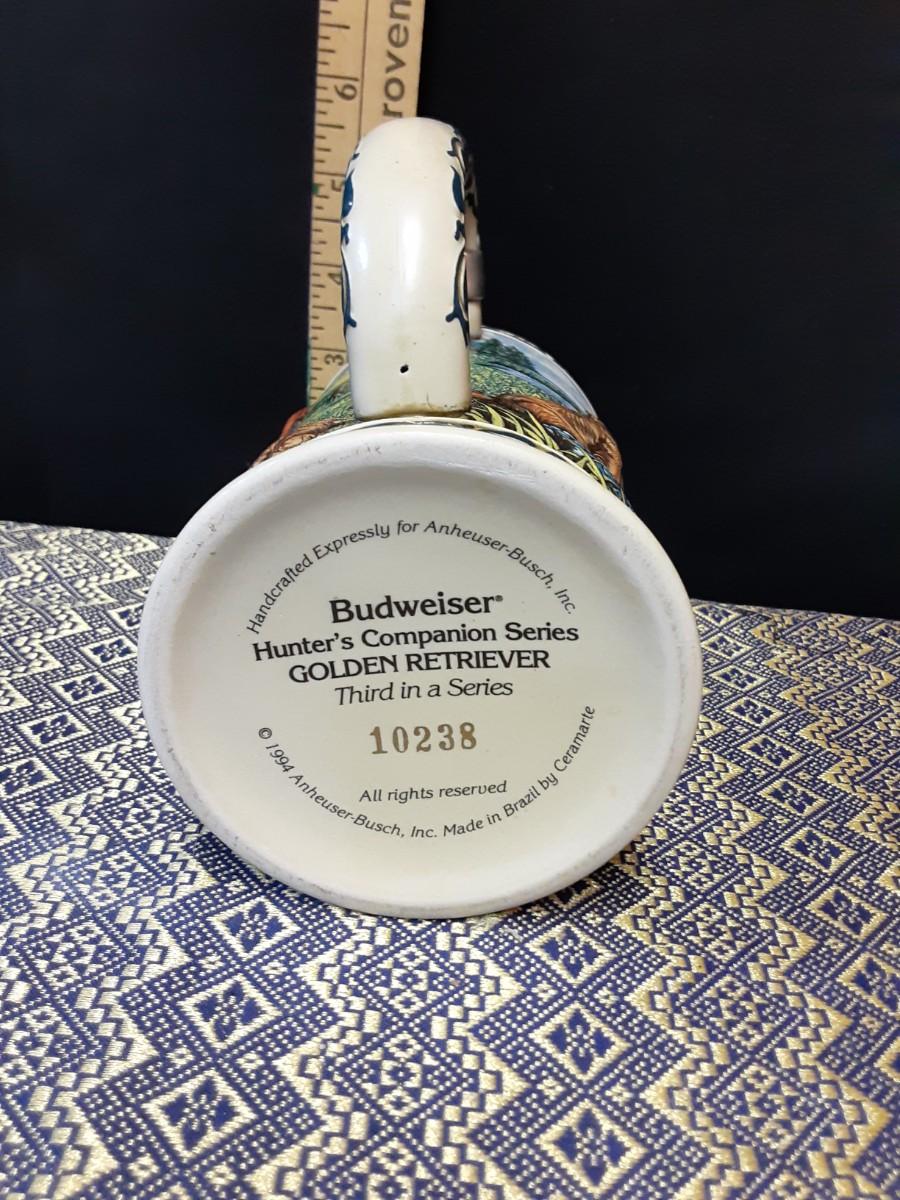 roven
6
5
4
3
Handcrafted Expressly for Anheuser-Busch, Inc.
Budweiser®
Hunter's Companion Series
GOLDEN RETRIEVER
Third in a Series
10238
All rights reserved
© 1994 Anheuser-Busch, Inc. Made in Brazil by Ceramarte